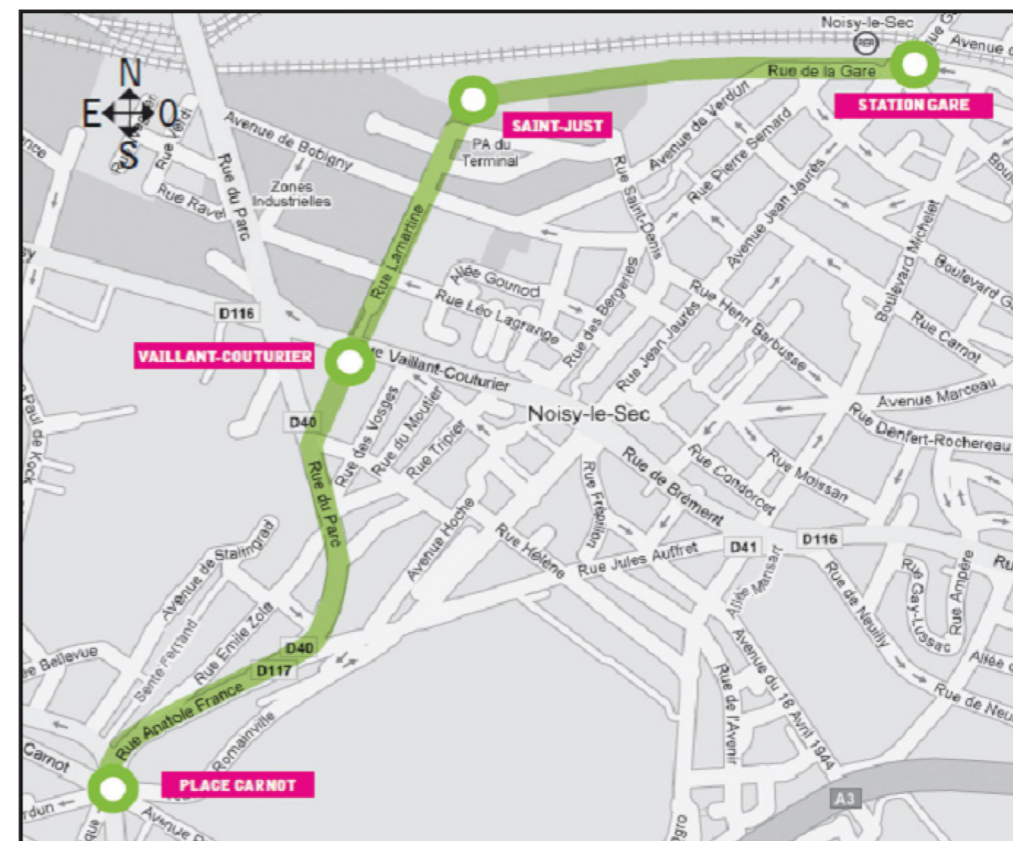 Noisy-le-Sec
RER
Rue de la Gare
STATION GARE
N
E
O
S
SAINT-JUST
PA du
Terminal
Avenue de Verdun
Rue Pierre Semard
Avenue de Bobigny
Rue du Parc
Zones
Industrielles
Rue Ravel
Rue Saint-Denis
Avenue Jean Jaurès
Boulevard Michelet
Rue Lamartine
Allée Gounod
Rue Léo Lagrange
Rue des Bergeries
Rue Henri Barbusse
Rue Carnot
D116
VAILLANT-COUTURIER
Vaillant-Couturier
Rue Jean Jaurès
Avenue Marceau
Noisy-le-Sec
Rue Denfert-Rochereau
Paul de Kock
D40
Rue des Vosges
Rue du Moutier
Rue Tripier
Rue du Parc
Rue de Brément
Rue Condorcet
Rue Moissan
Rue Frépillon
Avenue Hoche
Rue Hélène
Rue Jules Auffret
D41
D116
Allée Mansart
Rue de Neuilly
Rue Gay-Lussac
Rue Ampère
Avenue de Stalingrad
Sente Ferrand
Rue Emile Zola
Bellevue
D40
D117
Rue Anatole France
Romainville
Rue de l'Avenir
Avenue du 18 Avril 1944
Carnot
PLACE CARNOT
A3